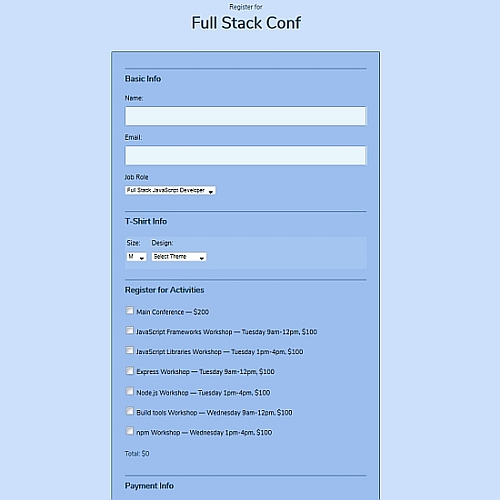 Register for
Full Stack Conf
Basic Info
Name:
Email:
Job Role
Full Stack JavaScript Developer
T-Shirt Info
Size: Design:
M Select Theme
Register for Activities
Main Conference — $200
JavaScript Frameworks Workshop — Tuesday 9am-12pm, $100
JavaScript Libraries Workshop — Tuesday 1pm-4pm, $100
Express Workshop — Tuesday 9am-12pm, $100
Node.js Workshop — Tuesday 1pm-4pm, $100
Build tools Workshop — Wednesday 9am-12pm, $100
npm Workshop — Wednesday 1pm-4pm, $100
Total: $0
Payment Info